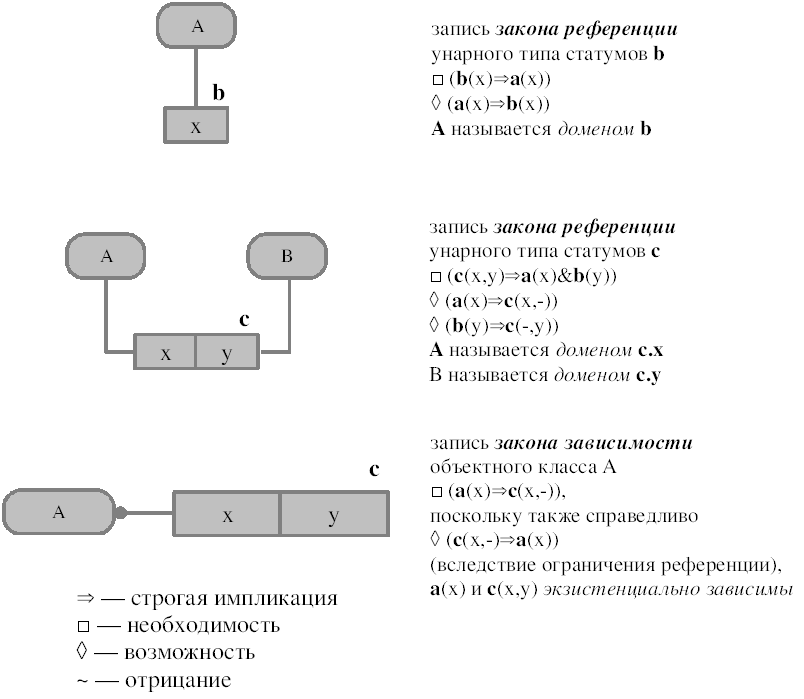 A
b
x
запись закона референции
унарного типа статумов b
□ (b(x)⇒a(x))
◊ (a(x)⇒b(x))
A называется доменом b
A
B
c
x
y
запись закона референции
унарного типа статумов c
□ (c(x,y)⇒a(x)&b(y))
◊ (a(x)⇒c(x,-))
◊ (b(y)⇒c(-,y))
A называется доменом c.x
B называется доменом c.y
A
c
x
y
запись закона зависимости
объектного класса A
□ (a(x)⇒c(x,-)),
поскольку также справедливо
◊ (c(x,-)⇒a(x))
(вследствие ограничения референции),
a(x) и c(x,y) экзистенциально зависимы
⇒ — строгая импликация
□ — необходимость
◊ — возможность
~ — отрицание